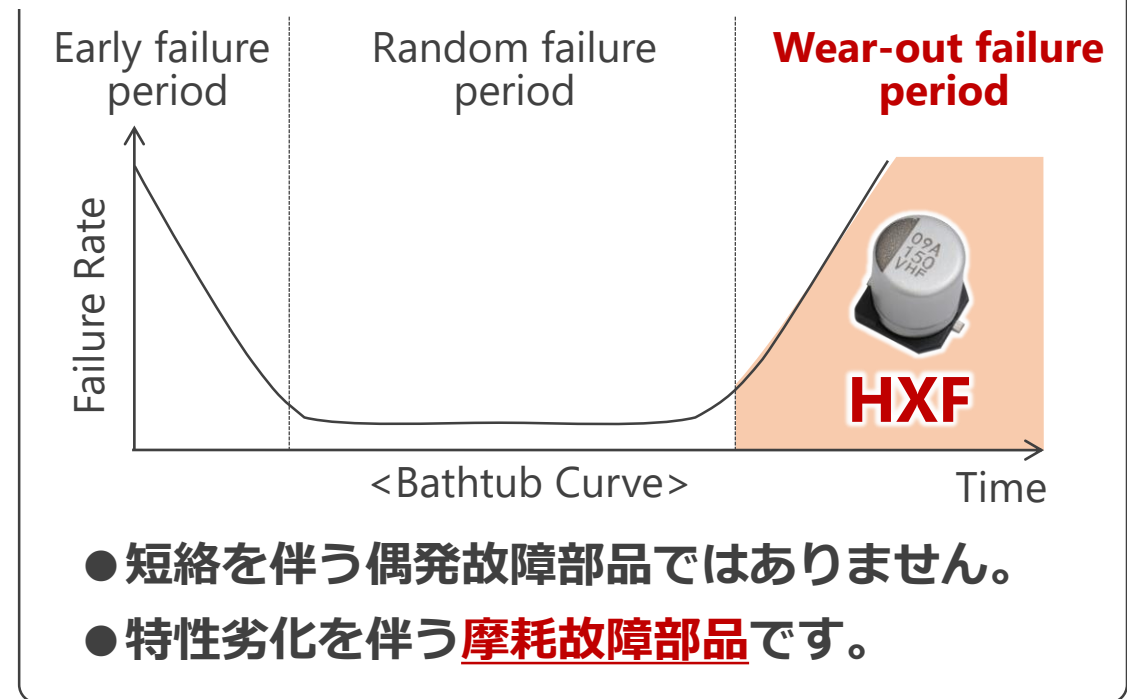 Early failure
period
Random failure
period
Wear-out failure
period
Failure Rate
09A
150
VHF
HXF
<Bathtub Curve>
Time
●短絡を伴う偶発故障部品ではありません。
●特性劣化を伴う摩耗故障部品です。